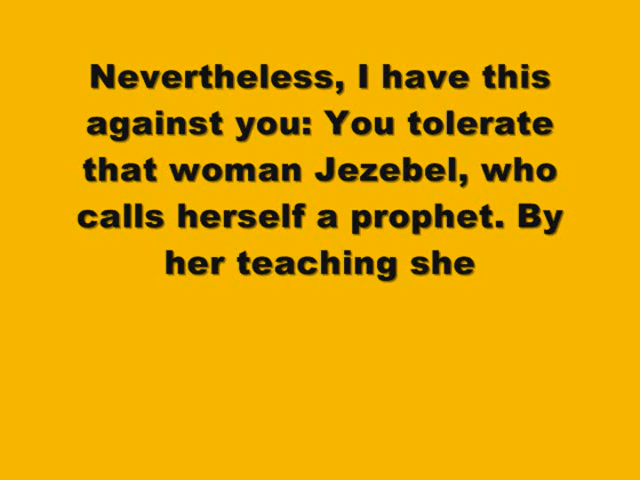 Nevertheless, I have this
against you: You tolerate
that woman Jezebel, who
calls herself a prophet. By
her teaching she